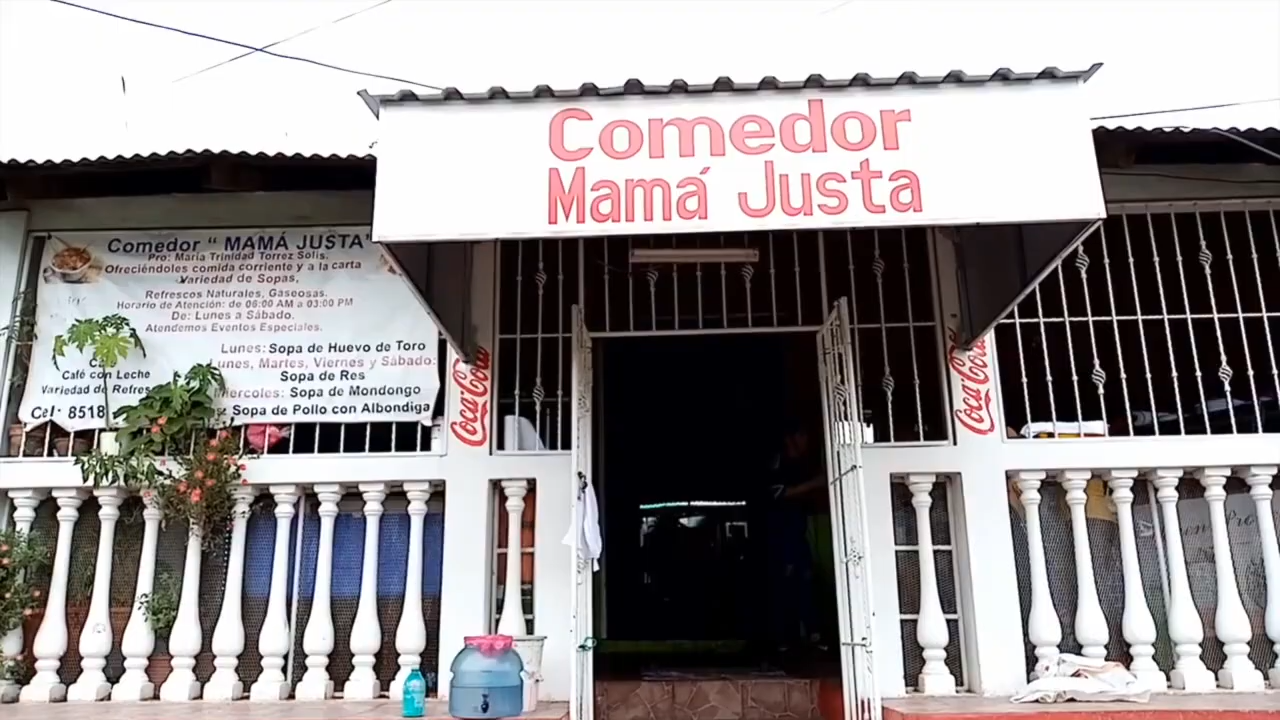 Comedor
Mamá Justa
Comedor “ MAMÁ JUSTA”
Pro: María Trinidad Torrez Solis.
Ofreciéndoles comida corriente y a la carta
Variedad de Sopas,
Refrescos Naturales, Gaseosas.
Horario de Atención: de 06:00 AM a 03:00 PM
De: Lunes a Sábado.
Atendemos Eventos Especiales.
Lunes: Sopa de Huevo de Toro
Lunes, Martes, Viernes y Sábado:
Sopa de Res
Miercoles: Sopa de Mondongo
Sopa de Pollo con Albondiga
Café con Leche
Variedad de
Cel: 8518
Coca-Cola
Coca-Cola